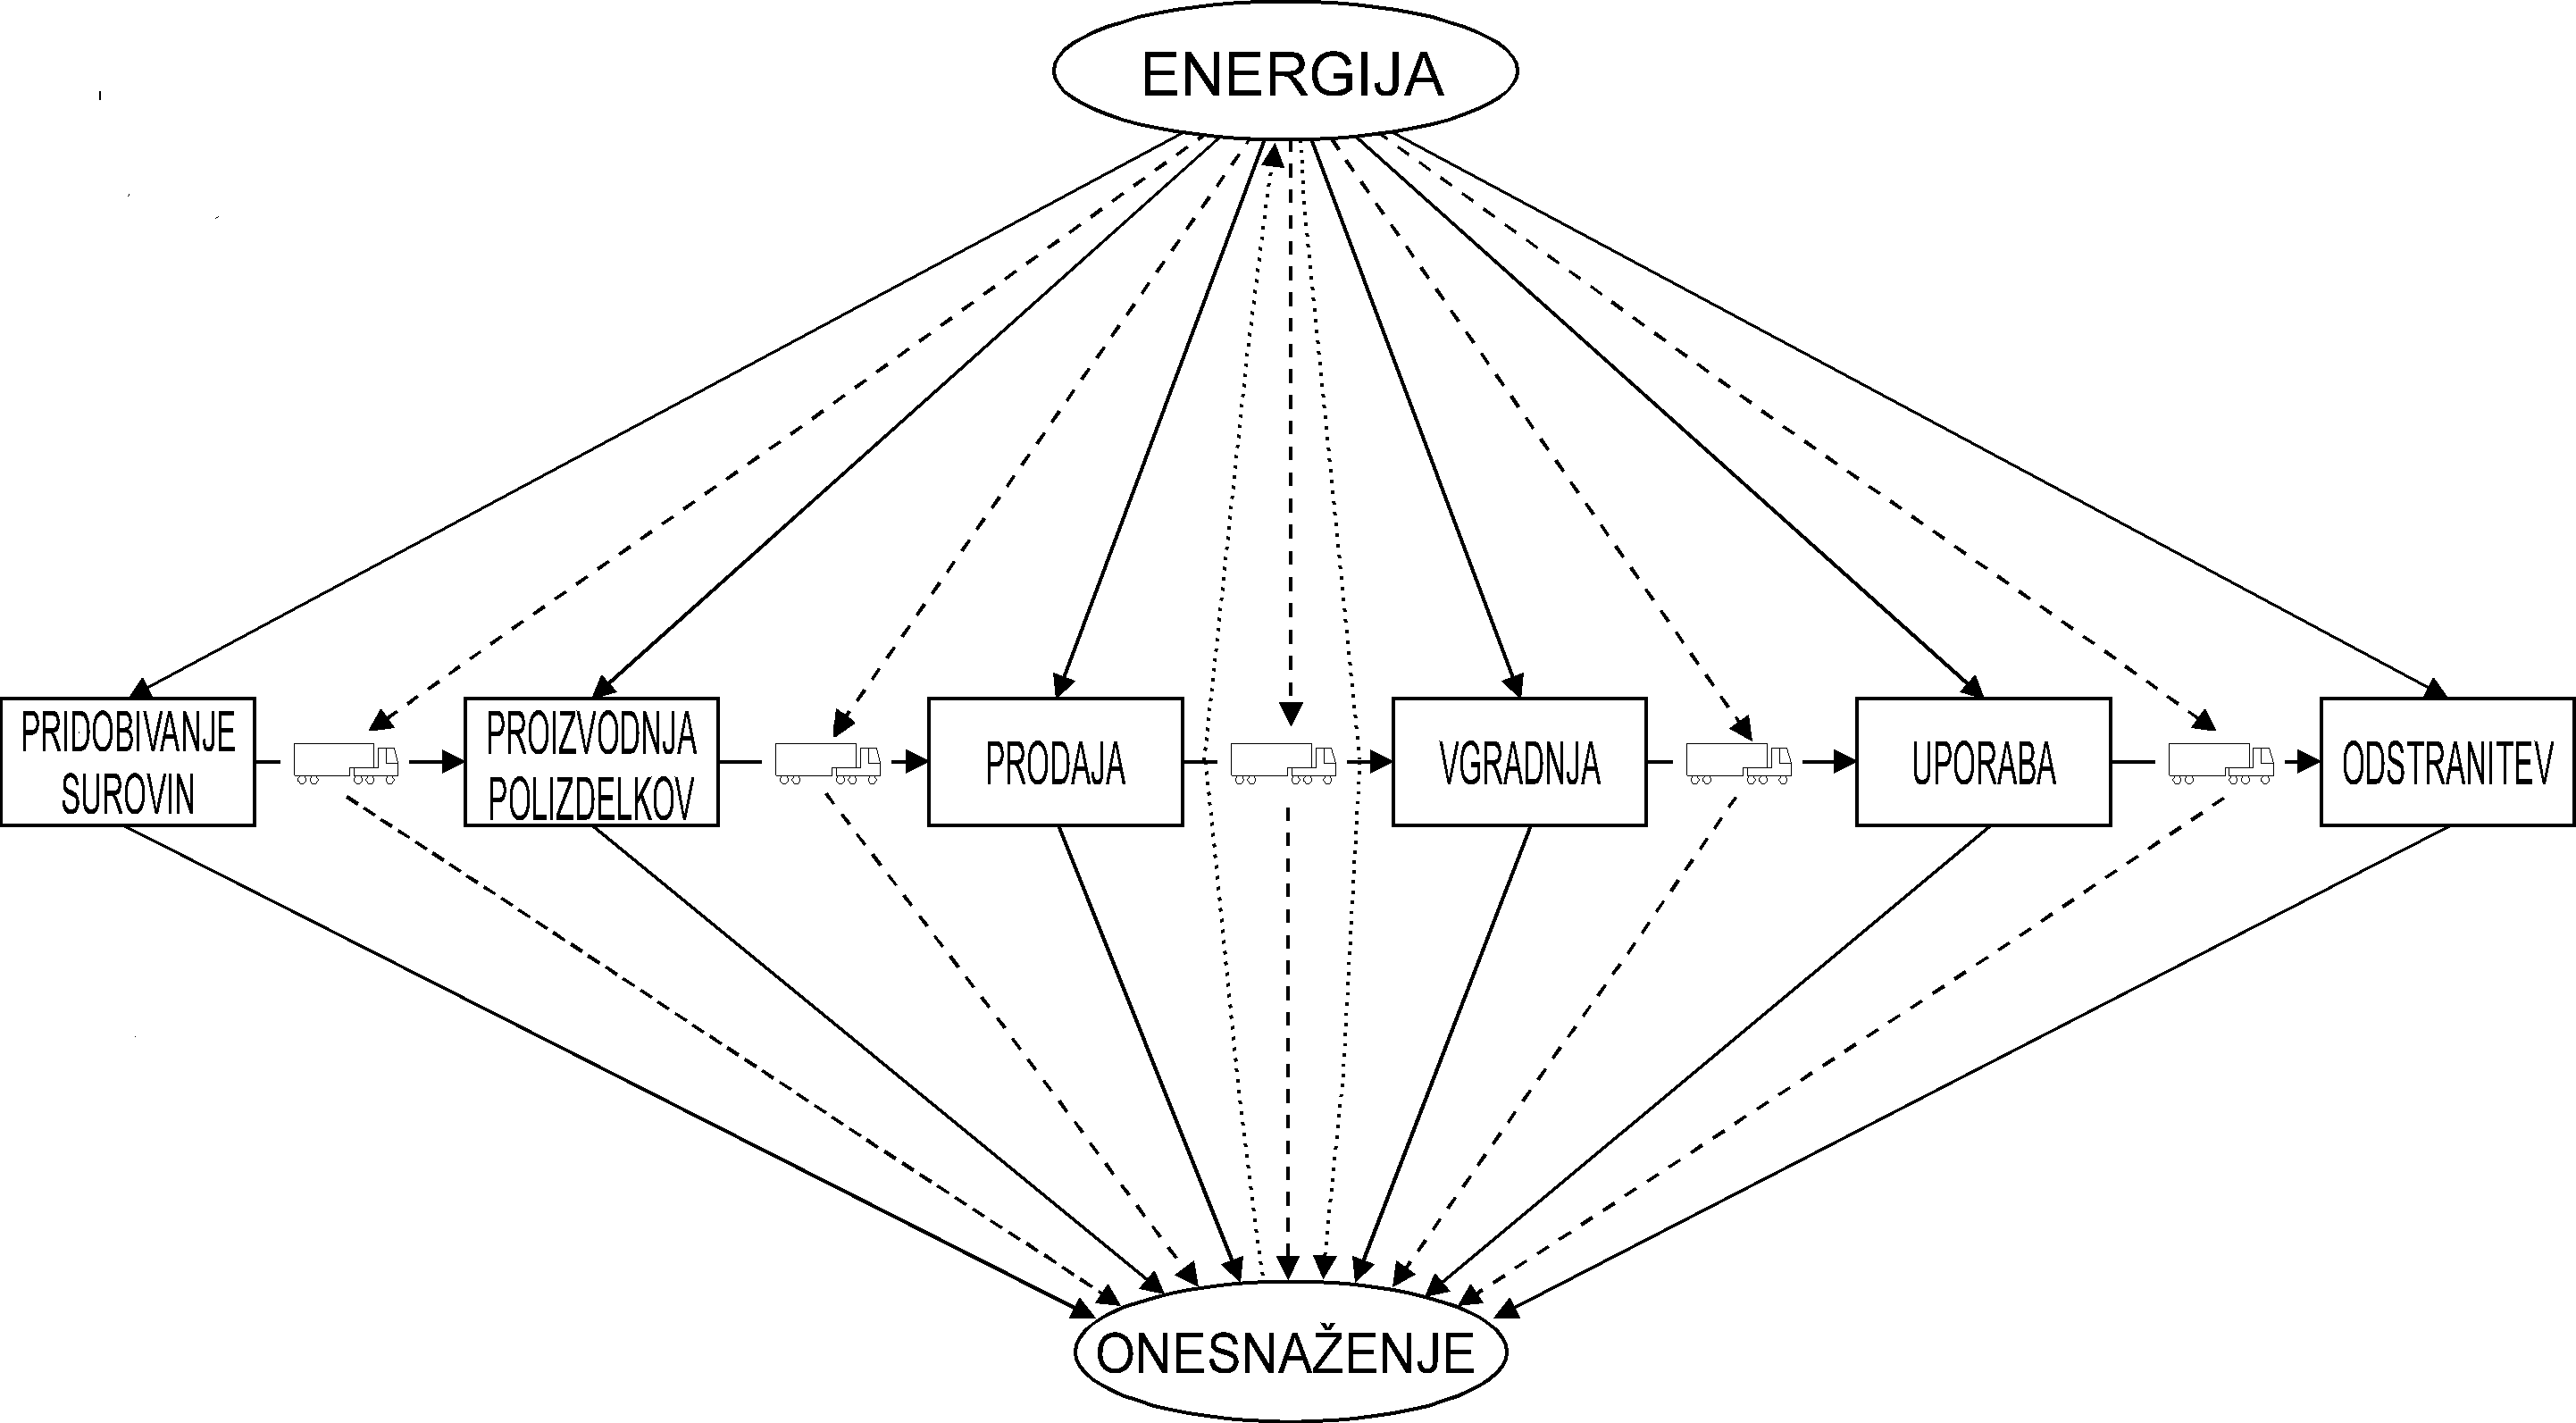 ENERGIJA
PRIDOBIVANJE
SUROVIN
PROIZVODNJA
POLIZDELKOV
PRODAJA
VGRADNJA
UPORABA
ODSTRANITEV
ONESNAŽENJE